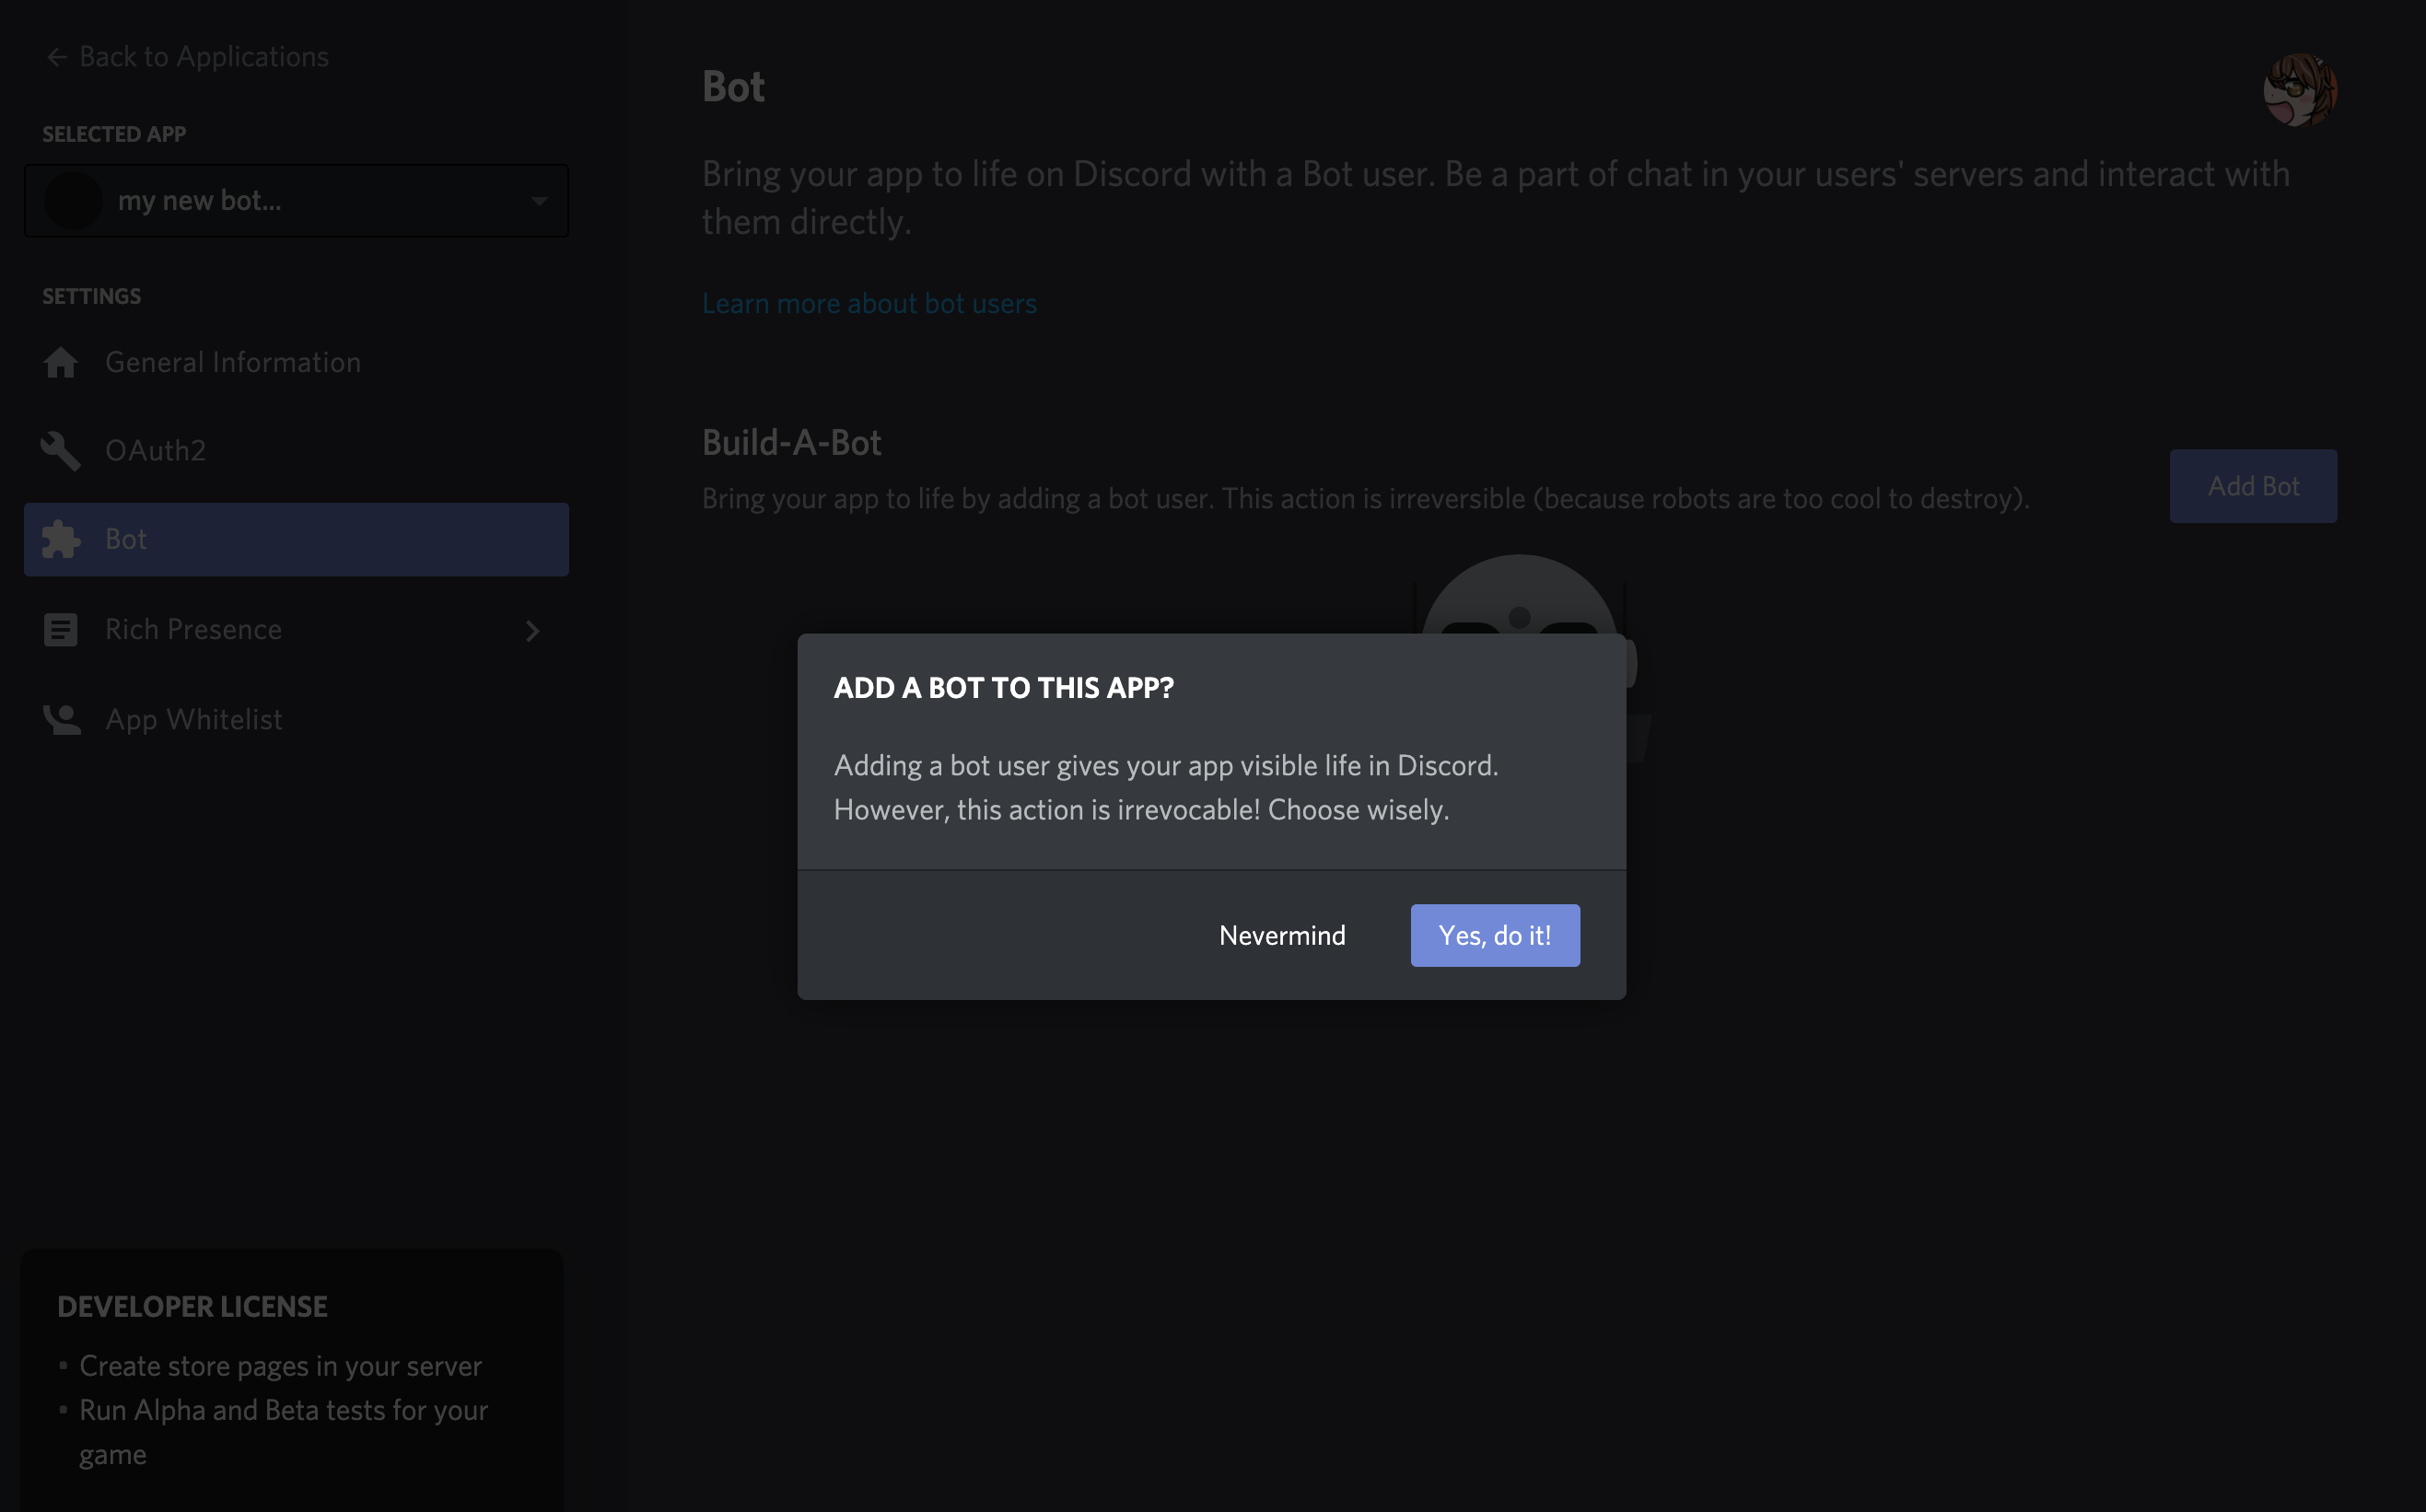 Back to Applications
SELECTED APP
my new bot...
SETTINGS
General Information
OAuth2
Bot
Rich Presence
App Whitelist
DEVELOPER LICENSE
• Create store pages in your server
• Run Alpha and Beta tests for your
game
Bot
Bring your app to life on Discord with a Bot user. Be a part of chat in your users' servers and interact with
them directly.
Learn more about bot users
Build-A-Bot
Bring your app to life by adding a bot user. This action is irreversible (because robots are too cool to destroy).
Add Bot
ADD A BOT TO THIS APP?
Adding a bot user gives your app visible life in Discord.
However, this action is irrevocable! Choose wisely.
Nevermind
Yes, do it!